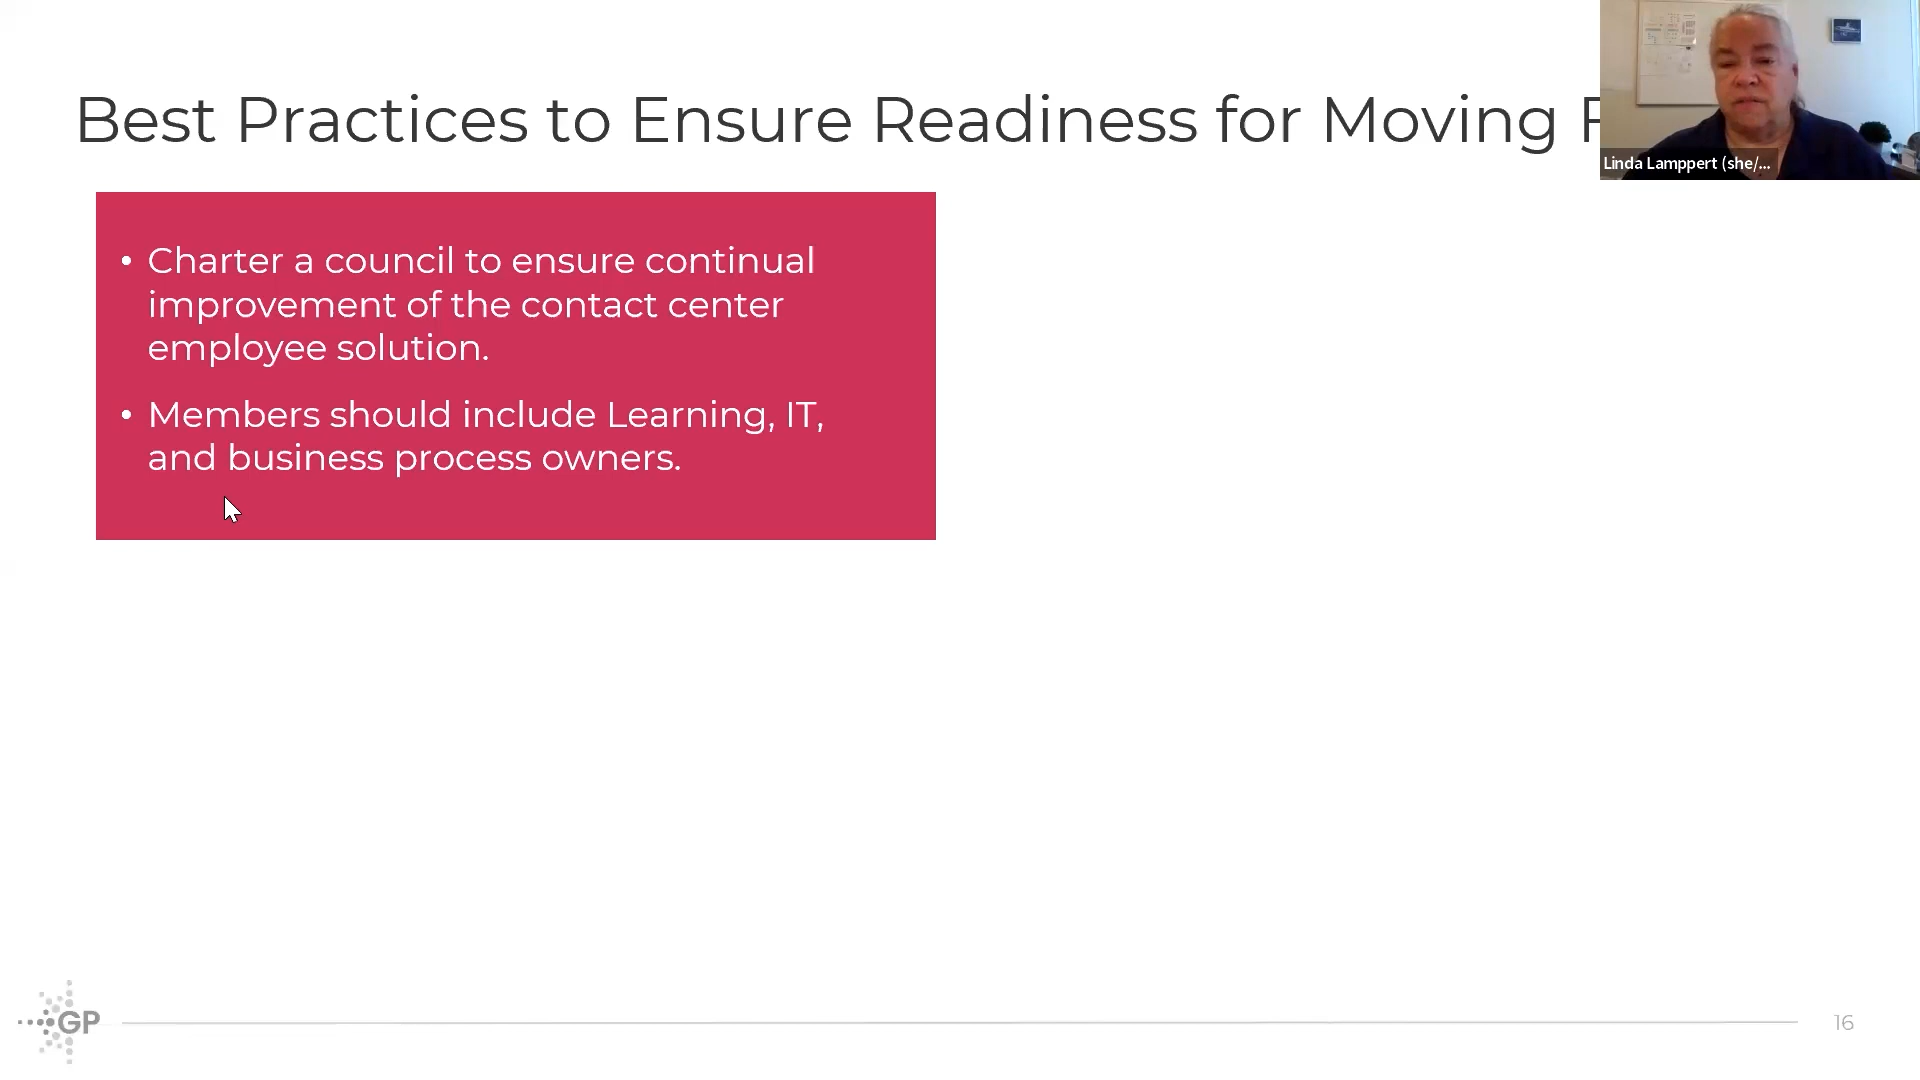 Best Practices to Ensure Readiness for Moving
Linda Lamppert (she/...
• Charter a council to ensure continual
improvement of the contact center
employee solution.
• Members should include Learning, IT,
and business process owners.
GP
16